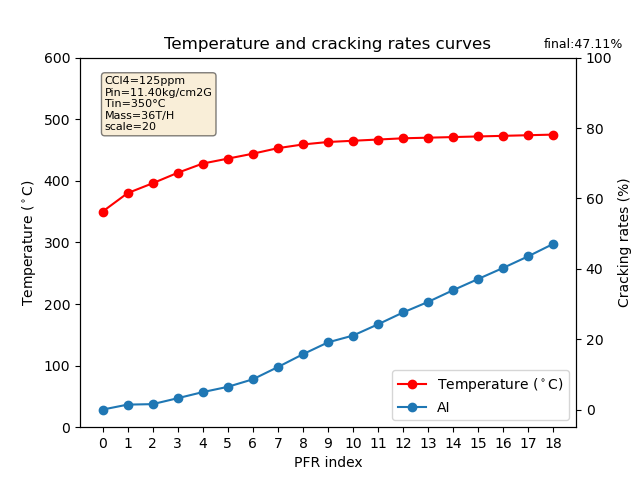 Temperature and cracking rates curves
final:47.11%
CCl4=125ppm
Pin=11.40kg/cm2G
Tin=350°C
Mass=36T/H
scale=20
600
500
400
300
200
100
0
Temperature (°C)
100
80
60
40
20
0
Cracking rates (%)
Temperature (°C)
AI
0 1 2 3 4 5 6 7 8 9 10 11 12 13 14 15 16 17 18
PFR index